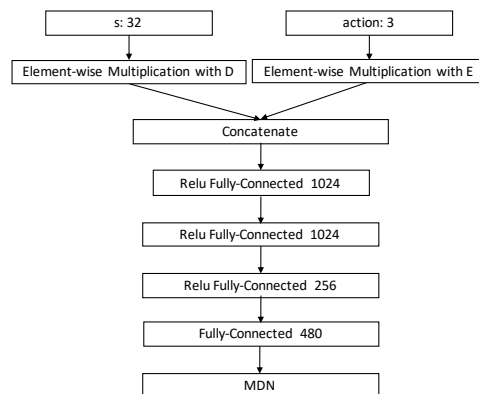 s: 32
action: 3
Element-wise Multiplication with D
Element-wise Multiplication with E
Concatenate
Relu Fully-Connected 1024
Relu Fully-Connected 1024
Relu Fully-Connected 256
Fully-Connected 480
MDN